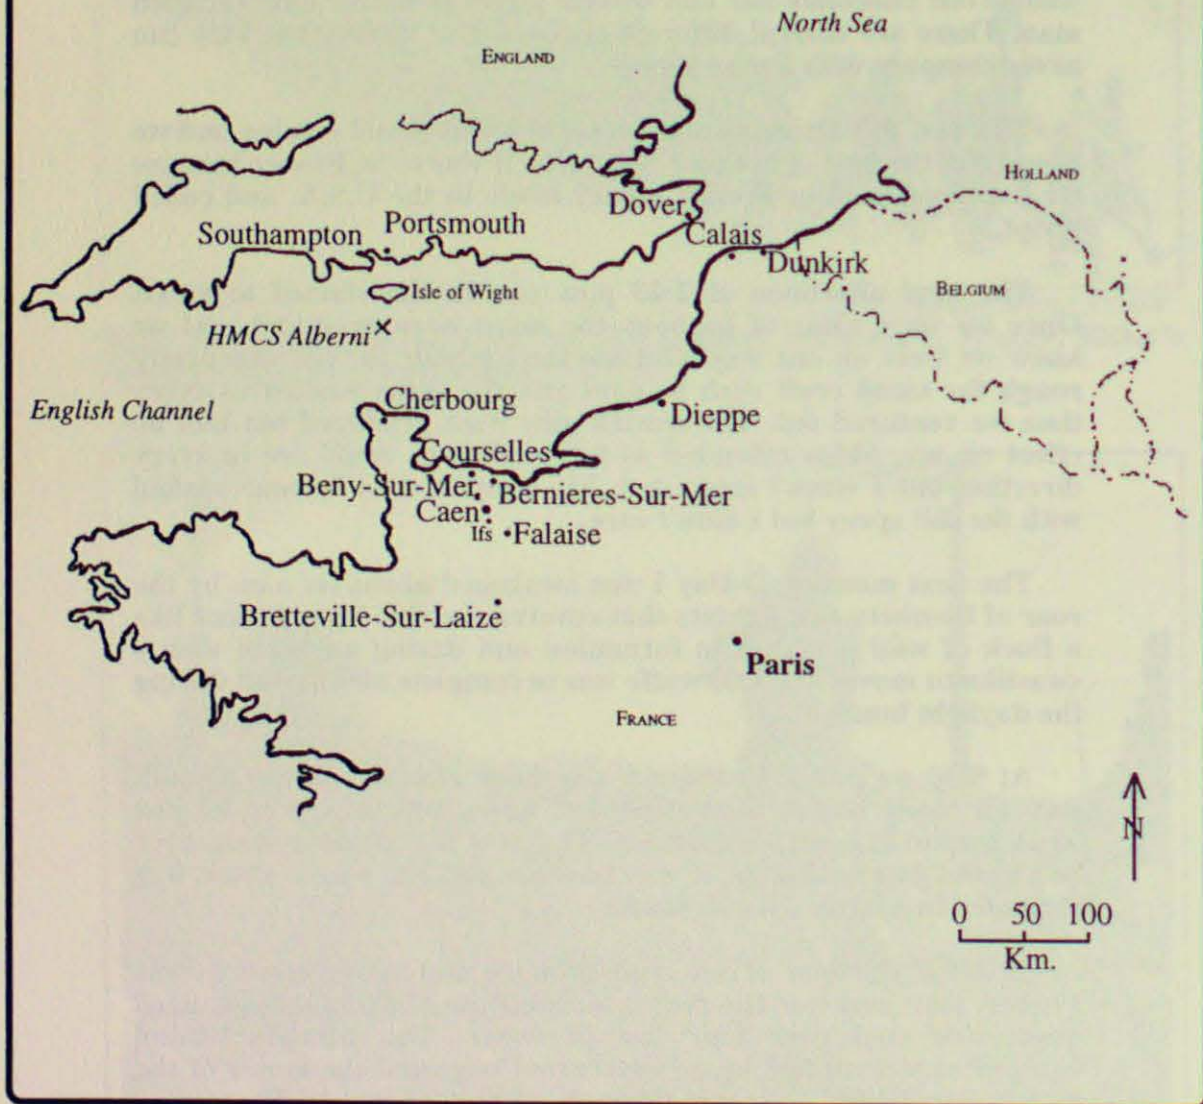 North Sea
ENGLAND
HOLLAND
Dover
Portsmouth
Southampton
Calais
Dunkirk
BELGIUM
Isle of Wight
HMCS Alberni
English Channel
Cherbourg
Dieppe
Courselles
Beny-Sur-Mer
Bernieres-Sur-Mer
Caen
Ifs
Falaise
Bretteville-Sur-Laize
Paris
FRANCE
N
0 50 100
Km.